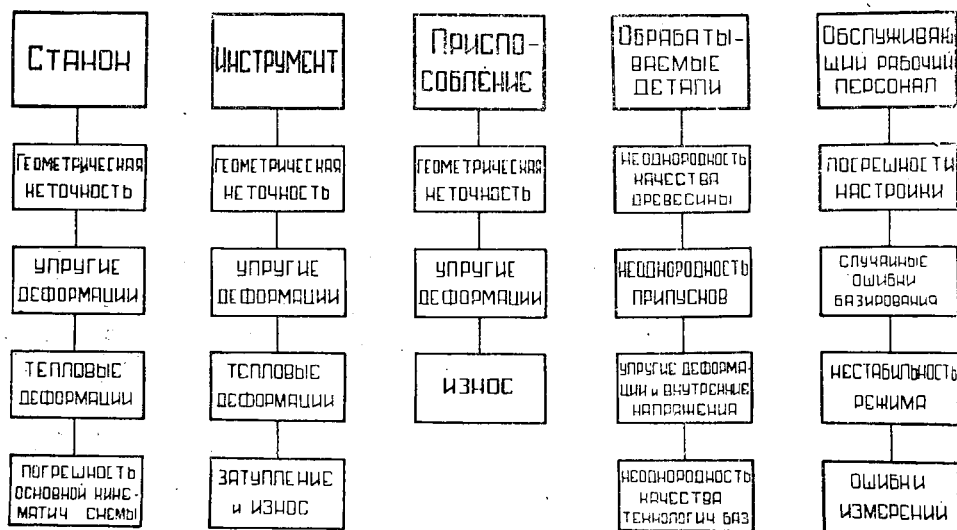 СТАНОК
ГЕОМЕТРИЧЕСКАЯ
НЕТОЧНОСТЬ
УПРУГИЕ
ДЕФОРМАЦИИ
ТЕПЛОВЫЕ
ДЕФОРМАЦИИ
ПОГРЕШНОСТЬ
ОСНОВНОЙ КИНЕ-
МАТИЧ СХЕМЫ
ИНСТРУМЕНТ
ГЕОМЕТРИЧЕСКАЯ
НЕТОЧНОСТЬ
УПРУГИЕ
ДЕФОРМАЦИИ
ТЕПЛОВЫЕ
ДЕФОРМАЦИИ
ЗАТУПЛЕНИЕ
и ИЗНОС
ПРИСПО-
СОБЛЕНИЕ
ГЕОМЕТРИЧЕСКАЯ
НЕТОЧНОСТЬ
УПРУГИЕ
ДЕФОРМАЦИИ
ИЗНОС
ОБРАБАТЫ-
ВАЕМЫЕ
ДЕТАЛИ
НЕОДНОРОДНОСТЬ
КАЧЕСТВА
ДРЕВЕСИНЫ
НЕОДНОРОДНОСТЬ
ПРИПУСКОВ
УПРУГИЕ ДЕФОРМА-
ЦИИ и ВНУТРЕННИЕ
НАПРЯЖЕНИЯ
НЕОДНОРОДНОСТЬ
КАЧЕСТВА
ТЕХНОЛОГИЧ БАЗ
ОБСЛУЖИВАЮ
ЩИЙ РАБОЧИЙ
ПЕРСОНАЛ
ПОГРЕШНОСТИ
НАСТРОЙКИ
СЛУЧАЙНЫЕ
ОШИБКИ
БАЗИРОВАНИЯ
НЕСТАБИЛЬНОСТЬ
РЕЖИМА
ОШИБКИ
ИЗМЕРЕНИЙ